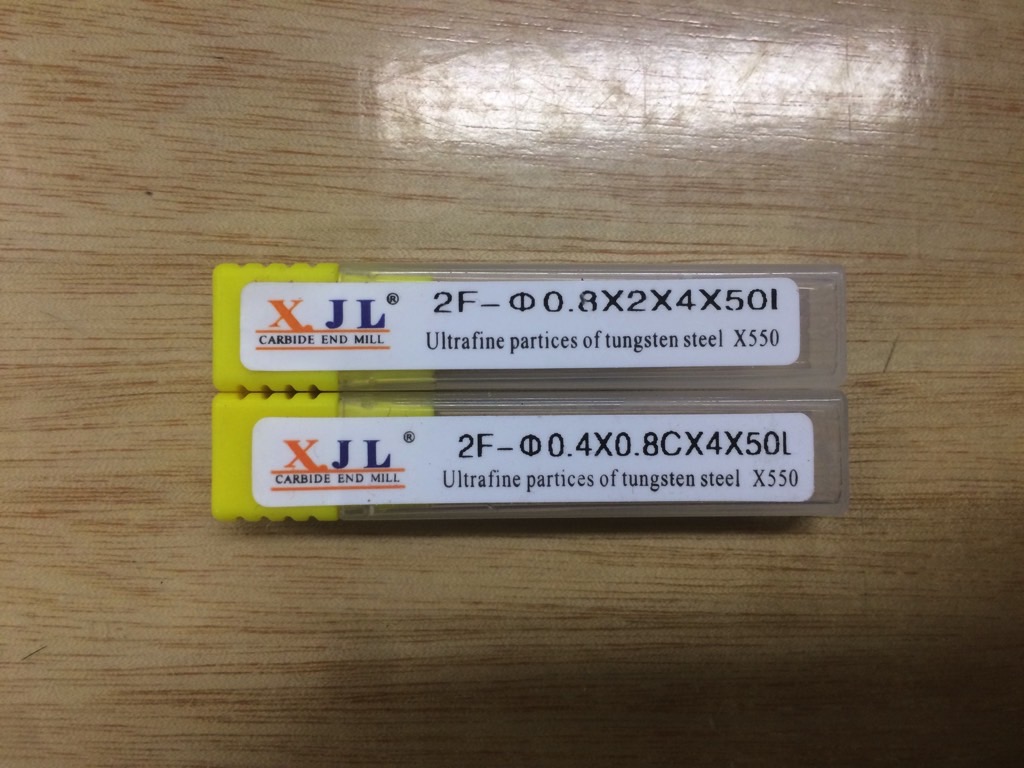 XJL®
CARBIDE END MILL
2F-Φ0.8X2X4X50L
Ultrafine partices of tungsten steel X550
XJL®
CARBIDE END MILL
2F-Φ0.4X0.8CX4X50L
Ultrafine partices of tungsten steel X550